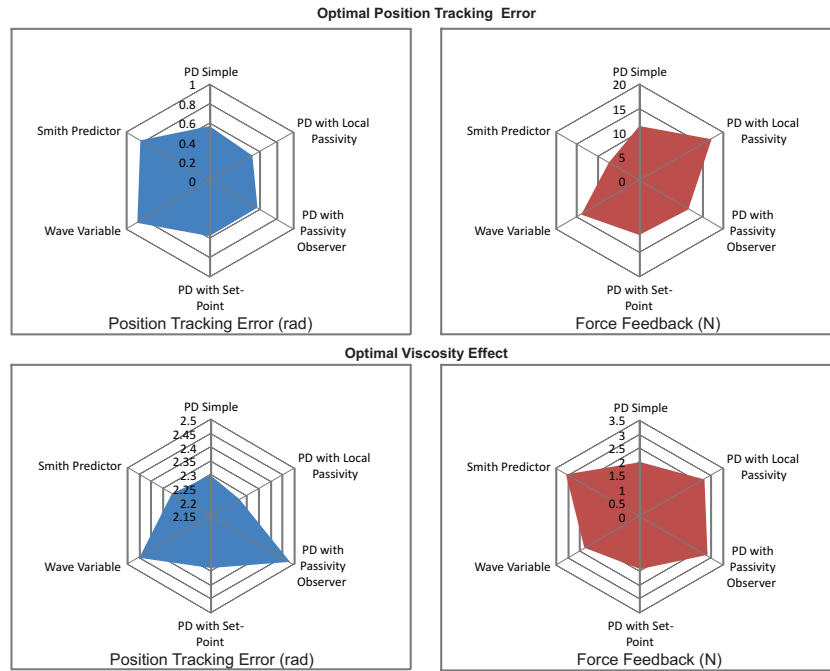 Optimal Position Tracking Error
PD Simple
1
0.8
0.6
0.4
0.2
0
PD with Local
Passivity
PD with
Passivity
Observer
PD with Set-
Point
Wave Variable
Smith Predictor
Position Tracking Error (rad)
PD Simple
20
15
10
5
0
PD with Local
Passivity
PD with
Passivity
Observer
PD with Set-
Point
Wave Variable
Smith Predictor
Force Feedback (N)
Optimal Viscosity Effect
PD Simple
2.5
2.45
2.4
2.35
2.3
2.25
2.2
2.15
PD with Local
Passivity
PD with
Passivity
Observer
PD with Set-
Point
Wave Variable
Smith Predictor
Position Tracking Error (rad)
PD Simple
3.5
3
2.5
2
1.5
1
0.5
0
PD with Local
Passivity
PD with
Passivity
Observer
PD with Set-
Point
Wave Variable
Smith Predictor
Force Feedback (N)